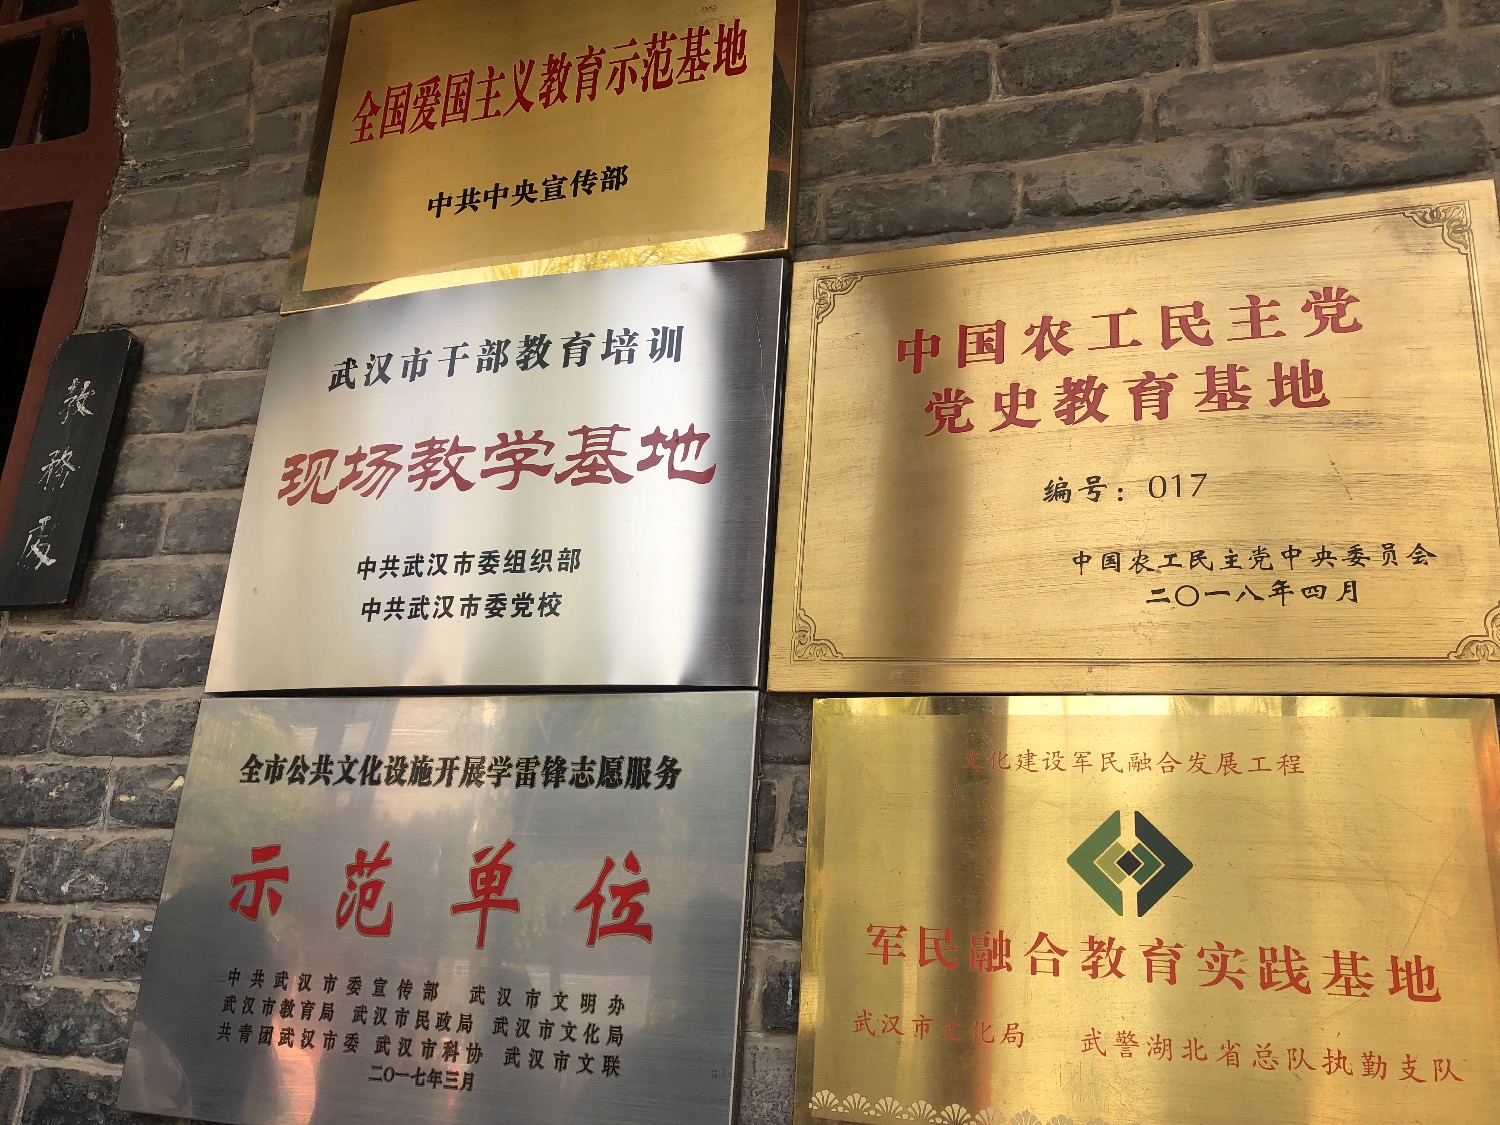 全国爱国主义教育示范基地
中共中央宣传部
武汉市干部教育培训
现场教学基地
中共武汉市委组织部
中共武汉市委党校
中国农工民主党
党史教育基地
编号：017
中国农工民主党中央委员会
二〇一八年四月
教務處
全市公共文化设施开展学雷锋志愿服务
示范单位
中共武汉市委宣传部 武汉市文明办
武汉市教育局 武汉市民政局 武汉市文化局
共青团武汉市委 武汉市科协 武汉市文联
二〇一七年三月
文化建设军民融合发展工程
军民融合教育实践基地
武汉市文化局 武警湖北省总队执勤支队